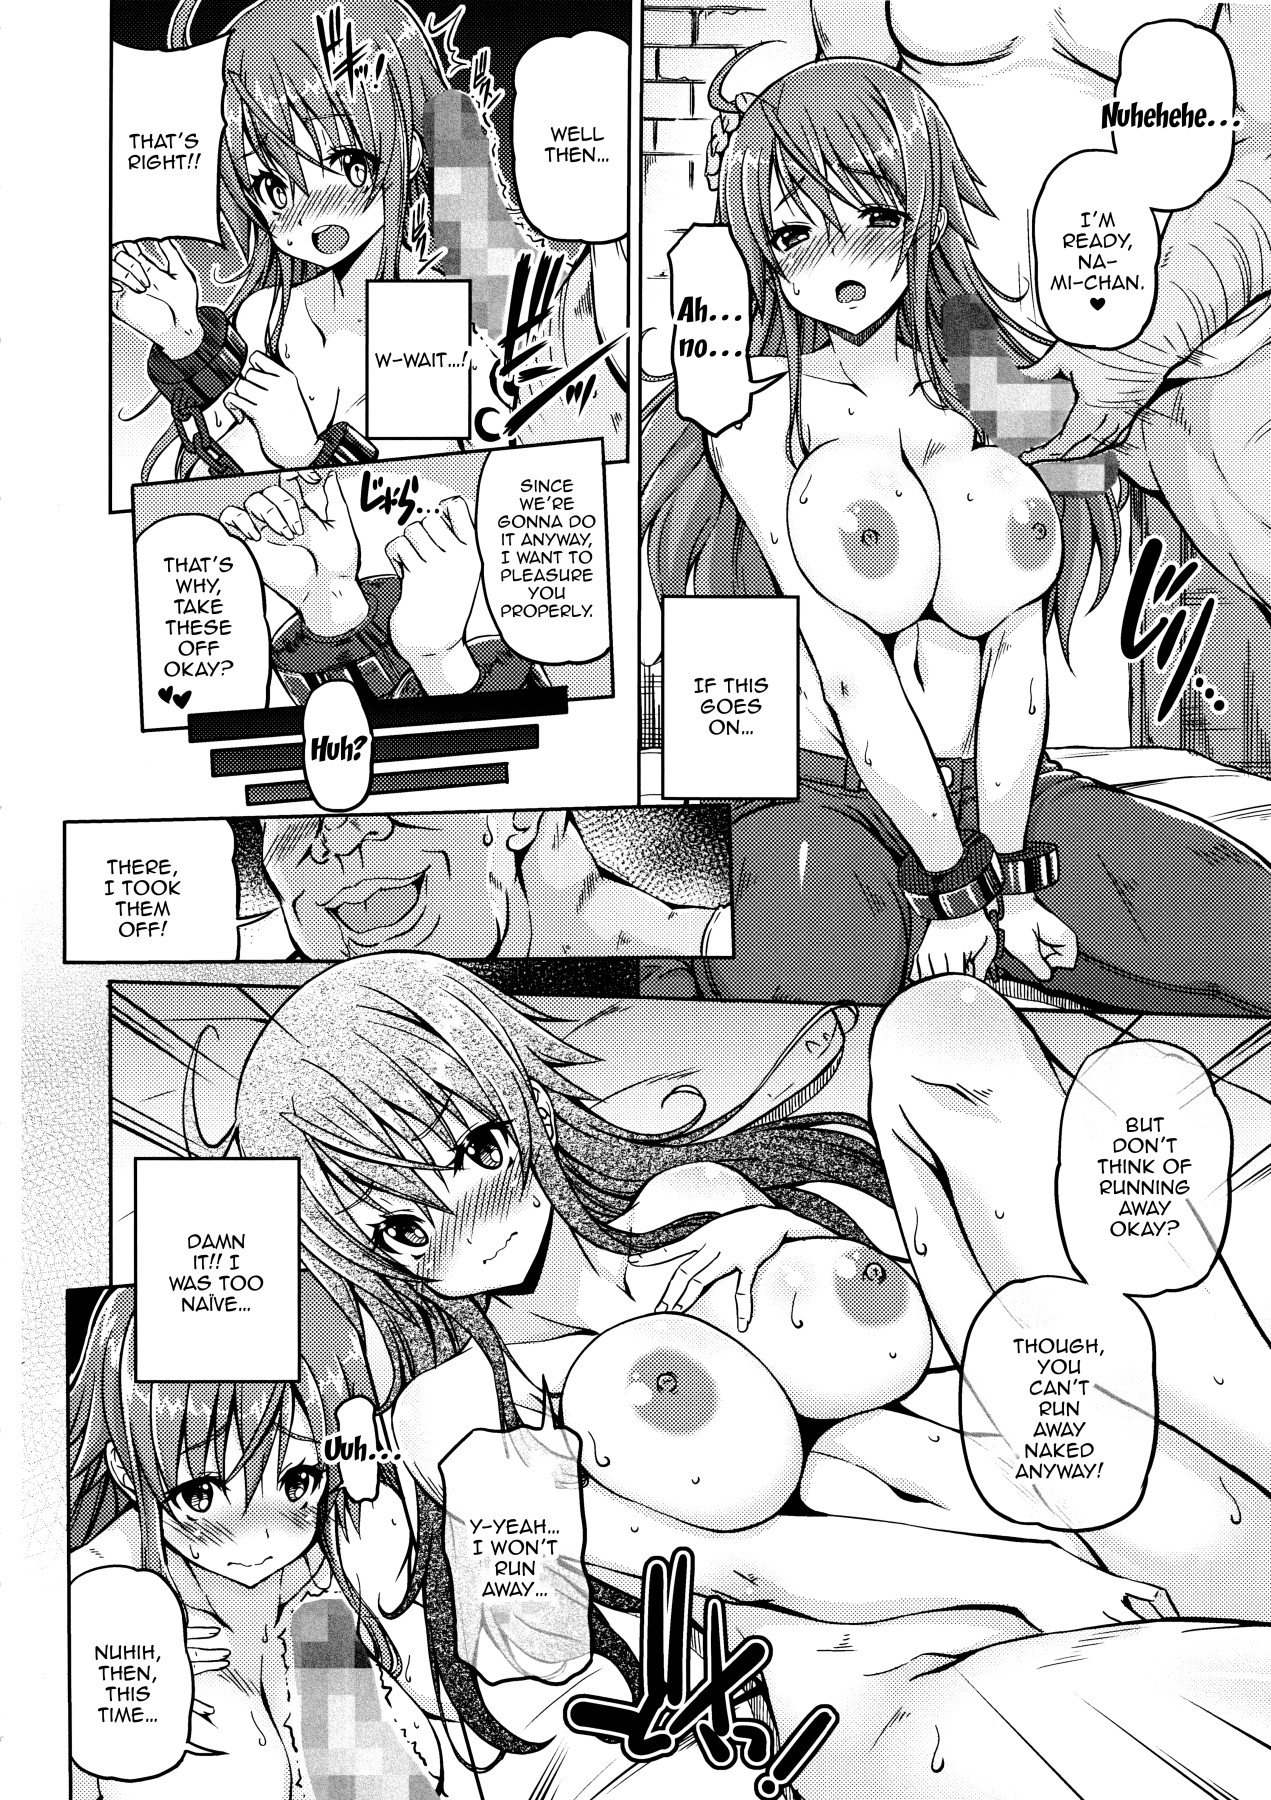 Nuhehehe...
I'M
READY,
NA-
MI-CHAN.
♥
Ah...
no...
IF THIS
GOES
ON...
WELL
THEN...
W-WAIT...!
THAT'S
RIGHT!!
SINCE
WE'RE
GONNA DO
IT ANYWAY,
I WANT TO
PLEASURE
YOU
PROPERLY.
じゃら...
THAT'S
WHY,
TAKE
THESE
OFF
OKAY?
♥♥
Huh?
THERE,
I TOOK
THEM
OFF!
BUT
DON'T
THINK OF
RUNNING
AWAY
OKAY?
THOUGH,
YOU
CAN'T
RUN
AWAY
NAKED
ANYWAY!
DAMN
IT!! I
WAS TOO
NAÏVE...
Y-YEAH...
I WON'T
RUN
AWAY...
Uuh...
NUHIH,
THEN,
THIS
TIME...